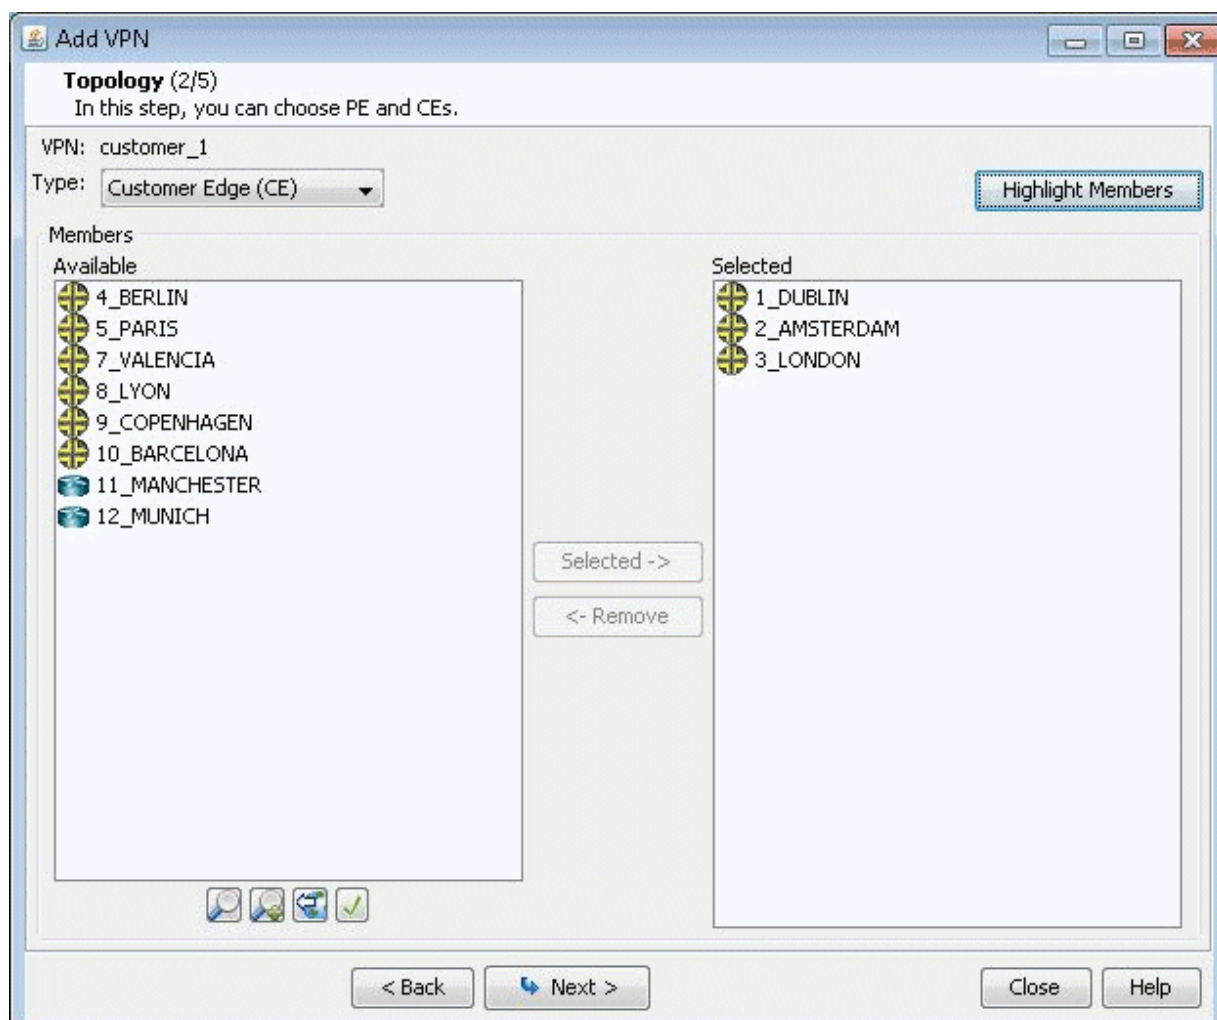 Add VPN
Topology (2/5)
In this step, you can choose PE and CEs.
VPN: customer_1
Type: Customer Edge (CE)
Highlight Members
Members
Available
4_BERLIN
5_PARIS
7_VALENCIA
8_LYON
9_COPENHAGEN
10_BARCELONA
11_MANCHESTER
12_MUNICH
Selected ->
<- Remove
Selected
1_DUBLIN
2_AMSTERDAM
3_LONDON
< Back
Next >
Close
Help